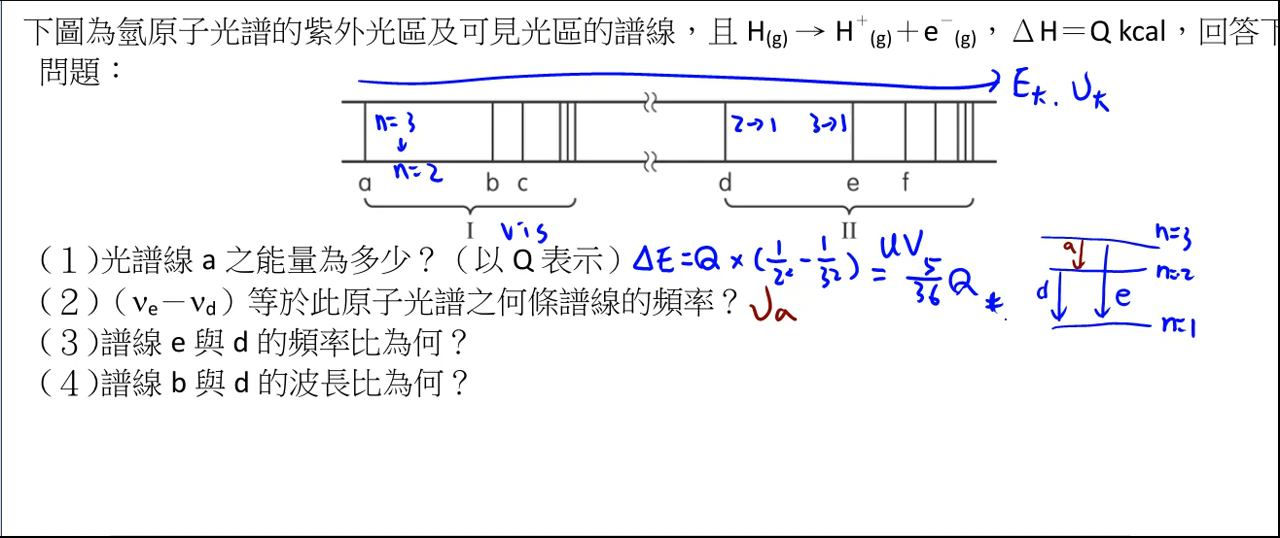 下圖為氫原子光譜的紫外光區及可見光區的譜線，且 H(g) → H⁺(g)＋e⁻(g)，ΔH＝Q kcal，回答下
問題：
E大. ν大
n=3
↓
n=2
2→1 3→1
a b c d e f
I vis II UV
(１)光譜線 a 之能量為多少？（以 Q 表示）ΔE=Q×(1/2²-1/3²)=5/36 Q *
(２)（νe－νd）等於此原子光譜之何條譜線的頻率？νa
(３)譜線 e 與 d 的頻率比為何？
(４)譜線 b 與 d 的波長比為何？
n=3
a
n=2
d e
n=1